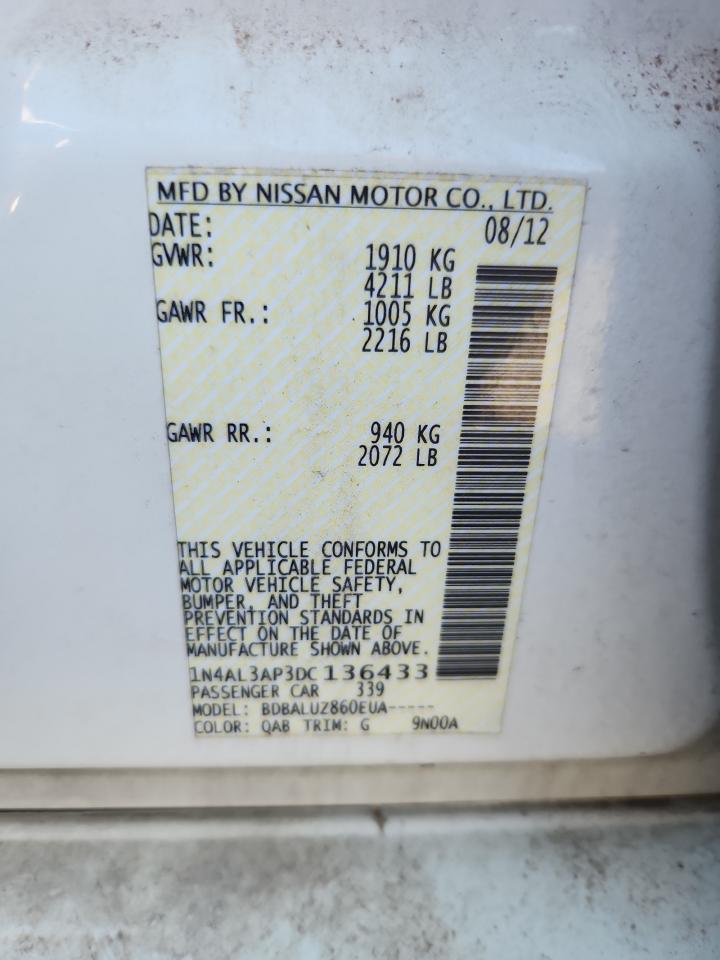 MFD BY NISSAN MOTOR CO., LTD.
DATE: 08/12
GVWR: 1910 KG
4211 LB
GAWR FR.: 1005 KG
2216 LB
GAWR RR.: 940 KG
2072 LB
THIS VEHICLE CONFORMS TO
ALL APPLICABLE FEDERAL
MOTOR VEHICLE SAFETY,
BUMPER, AND THEFT
PREVENTION STANDARDS IN
EFFECT ON THE DATE OF
MANUFACTURE SHOWN ABOVE.
1N4AL3AP3DC136433
PASSENGER CAR 339
MODEL: BDBALUZ860EUA-----
COLOR: QAB TRIM: G 9N00A